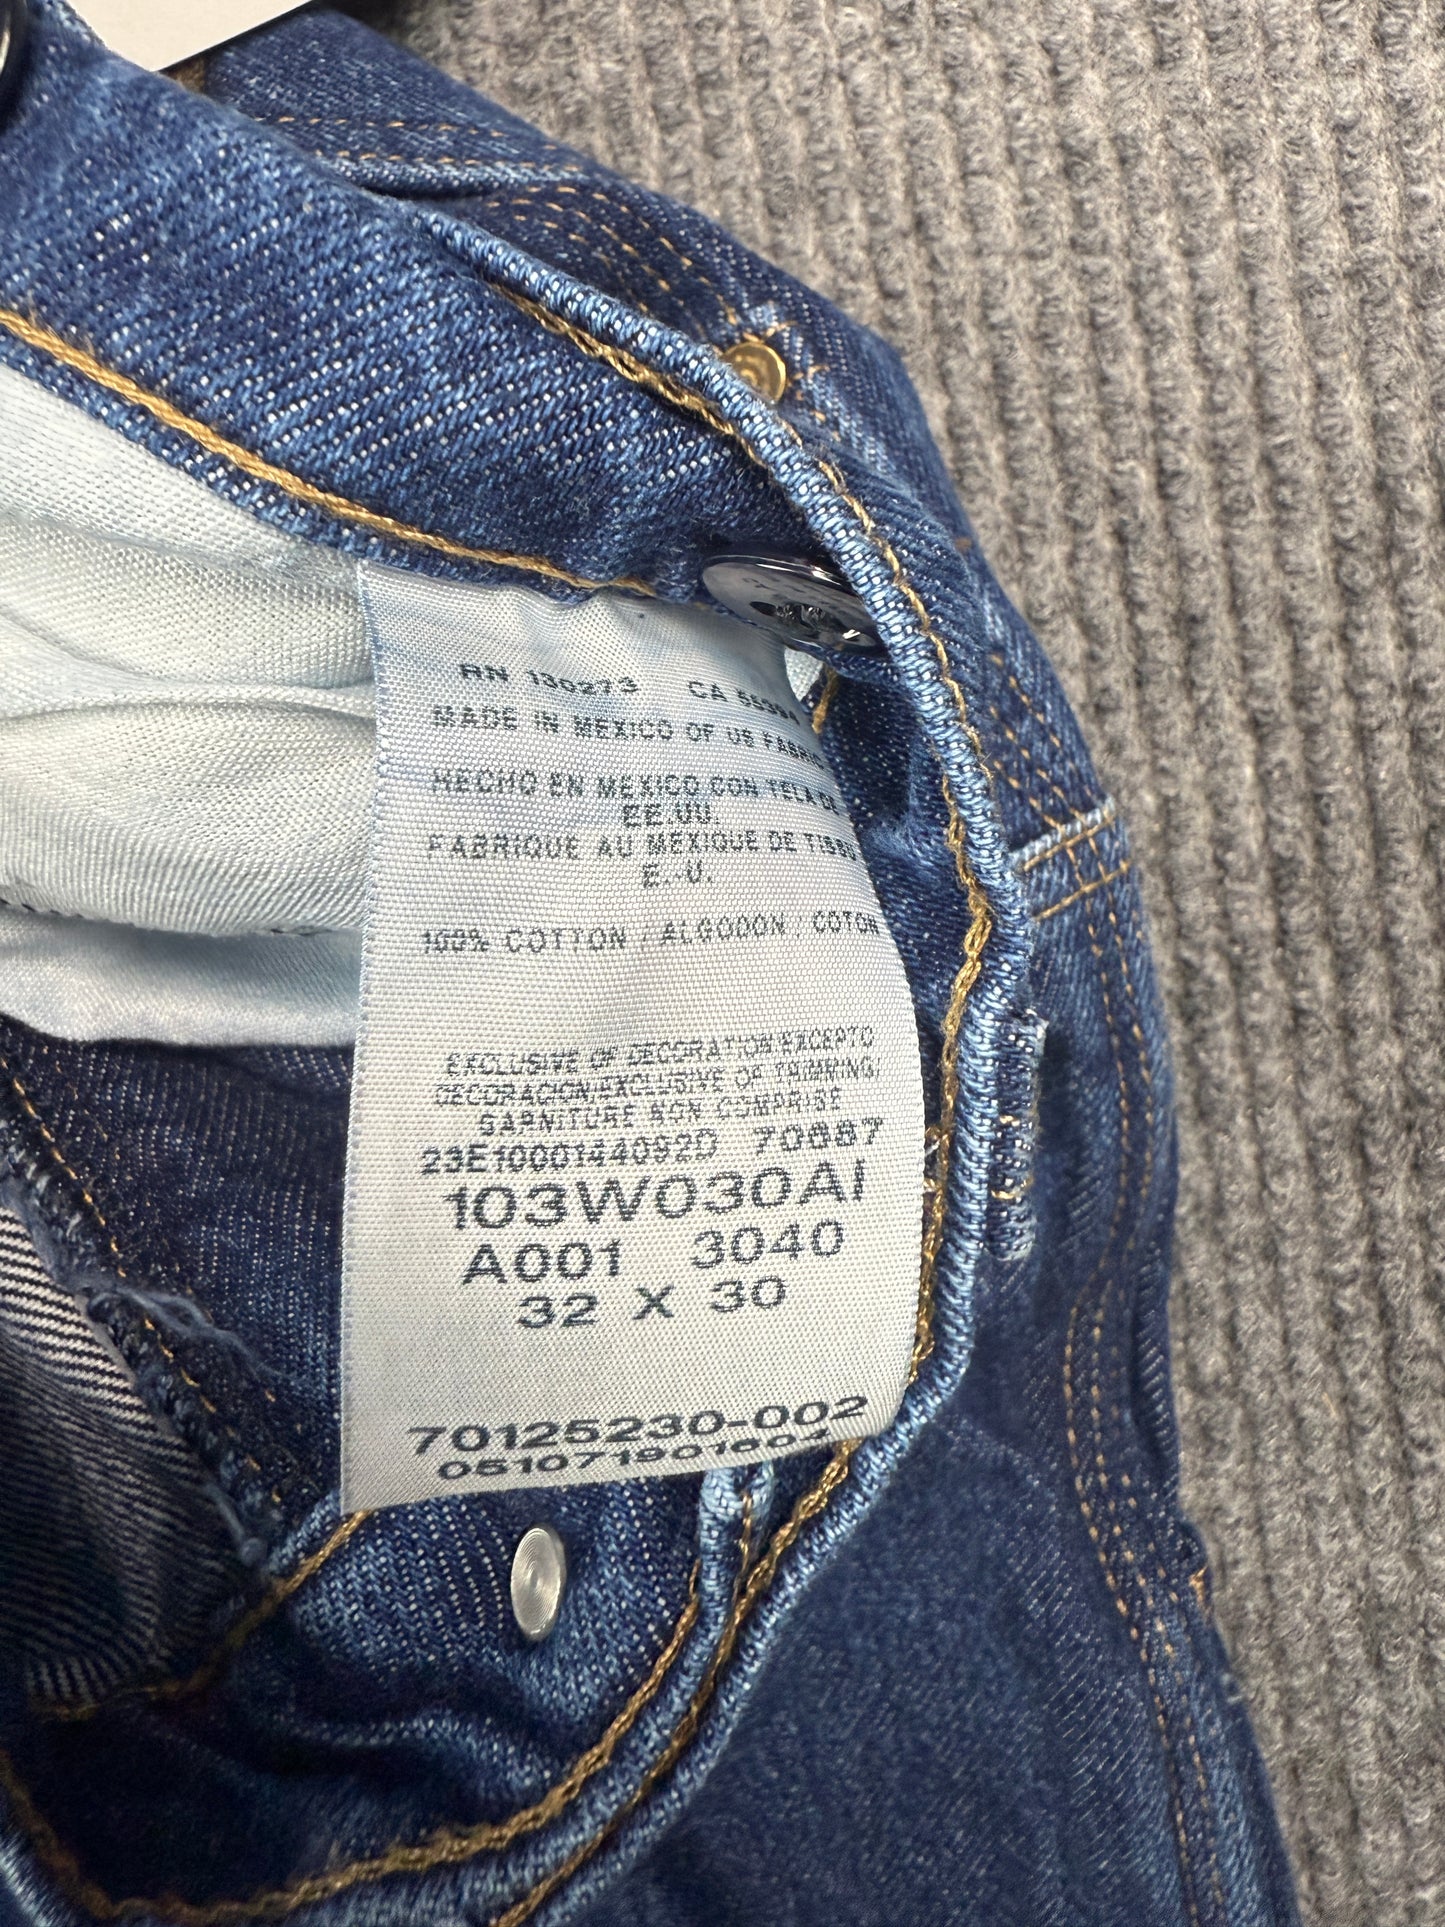 RN 130273 CA 55394
MADE IN MEXICO OF US FABRIC
HECHO EN MEXICO CON TELA DE
EE.UU.
FABRIQUE AU MEXIQUE DE TISSU
E.-U.
100% COTTON / ALGODON / COTON
EXCLUSIVE OF DECORATION/EXCEPTO
DECORACION/EXCLUSIVE OF TRIMMING/
GARNITURE NON COMPRISE
23E1000144092D 70687
103W030AI
A001 3040
32 X 30
70125230-002
051071901604